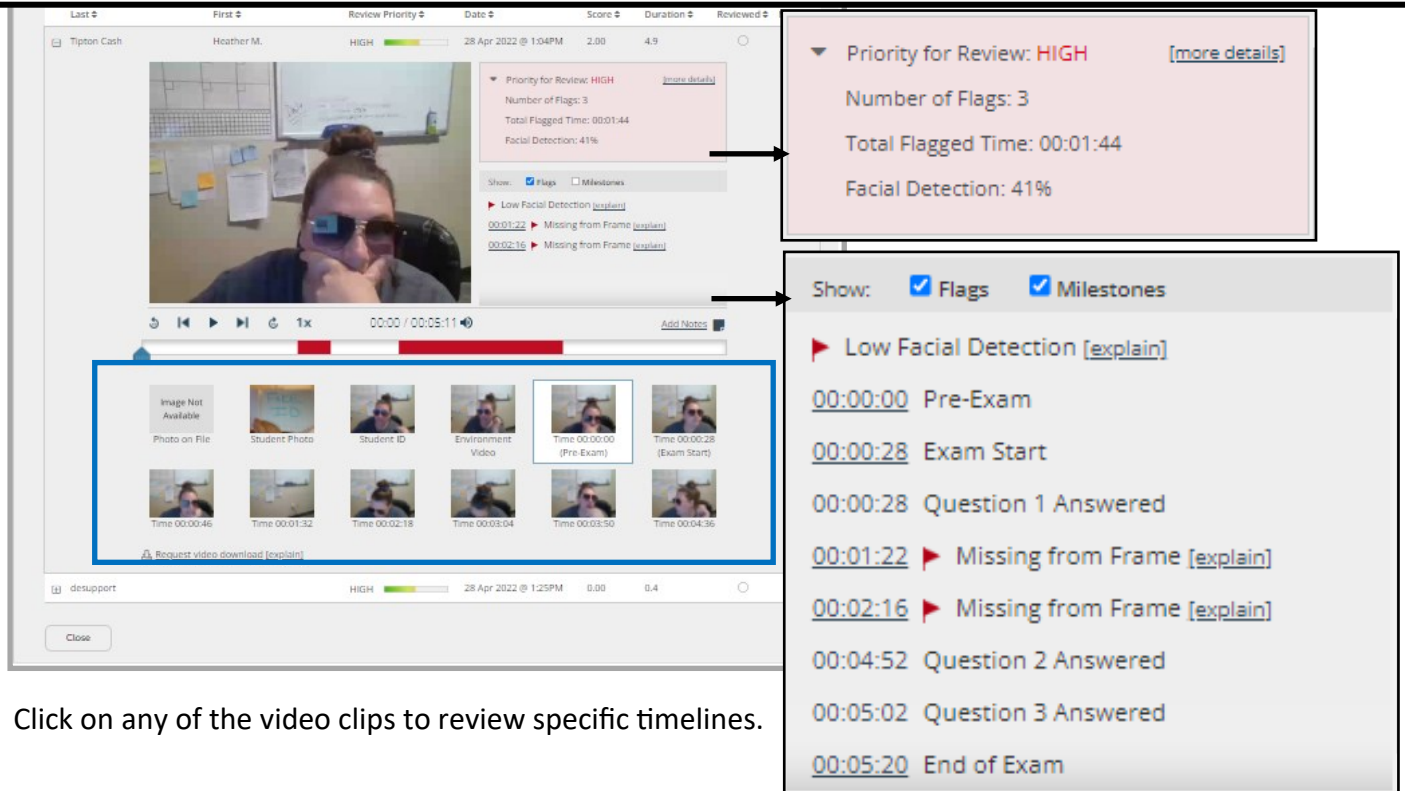 Last First Review Priority Date Score Duration Reviewed
Tipton Cash Heather M. HIGH 28 Apr 2022 @ 1:04PM 2.00 4.9
Priority for Review: HIGH [more details]
Number of Flags: 3
Total Flagged Time: 00:01:44
Facial Detection: 41%
Show: Flags Milestones
Low Facial Detection [explain]
00:01:22 Missing from Frame [explain]
00:02:16 Missing from Frame [explain]
1x 00:00 / 00:05:11 Add Notes
Image Not
Available
Photo on File
FAKE
ID
Student Photo
Student ID
Environment
Video
Time 00:00:00
(Pre-Exam)
Time 00:00:28
(Exam Start)
Time 00:00:46
Time 00:01:32
Time 00:02:18
Time 00:03:04
Time 00:03:50
Time 00:04:36
Request video download [explain]
desupport HIGH 28 Apr 2022 @ 1:25PM 0.00 0.4
Close
Priority for Review: HIGH [more details]
Number of Flags: 3
Total Flagged Time: 00:01:44
Facial Detection: 41%
Show: Flags Milestones
Low Facial Detection [explain]
00:00:00 Pre-Exam
00:00:28 Exam Start
00:00:28 Question 1 Answered
00:01:22 Missing from Frame [explain]
00:02:16 Missing from Frame [explain]
00:04:52 Question 2 Answered
00:05:02 Question 3 Answered
00:05:20 End of Exam
Click on any of the video clips to review specific timelines.